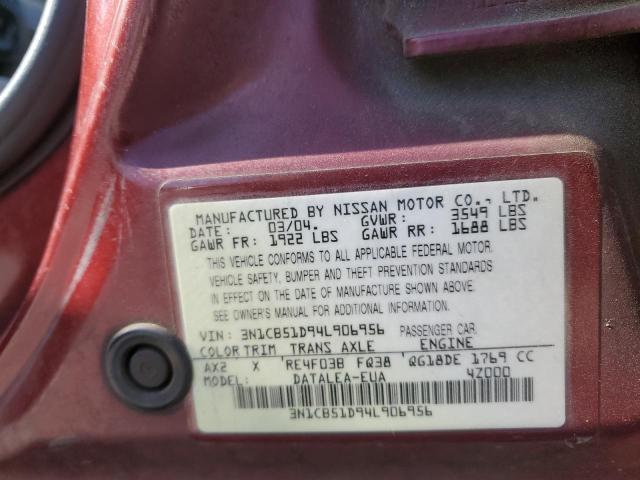 MANUFACTURED BY NISSAN MOTOR CO., LTD.
DATE: 03/04. GVWR: 3549 LBS
GAWR FR: 1922 LBS GAWR RR: 1688 LBS
THIS VEHICLE CONFORMS TO ALL APPLICABLE FEDERAL MOTOR
VEHICLE SAFETY, BUMPER AND THEFT PREVENTION STANDARDS
IN EFFECT ON THE DATE OF MANUFACTURE SHOWN ABOVE.
SEE OWNER'S MANUAL FOR ADDITIONAL INFORMATION.
VIN: 3N1CB51D94L906956 PASSENGER CAR
COLOR TRIM TRANS AXLE ENGINE
AX2 X RE4F03B FQ38 QG18DE 1769 CC
MODEL: DATALEA-EUA 4Z000
3N1CB51D94L906956